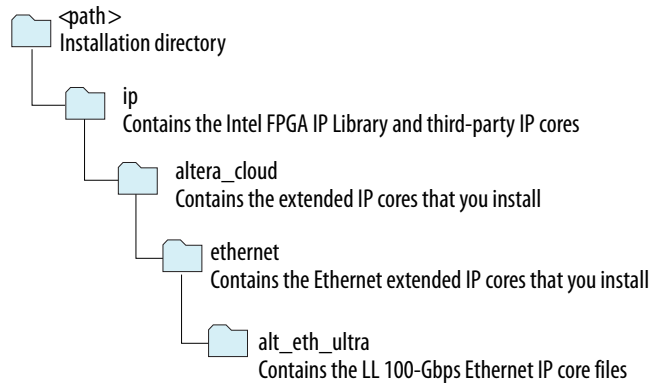 <path>
Installation directory
ip
Contains the Intel FPGA IP Library and third-party IP cores
altera_cloud
Contains the extended IP cores that you install
ethernet
Contains the Ethernet extended IP cores that you install
alt_eth_ultra
Contains the LL 100-Gbps Ethernet IP core files